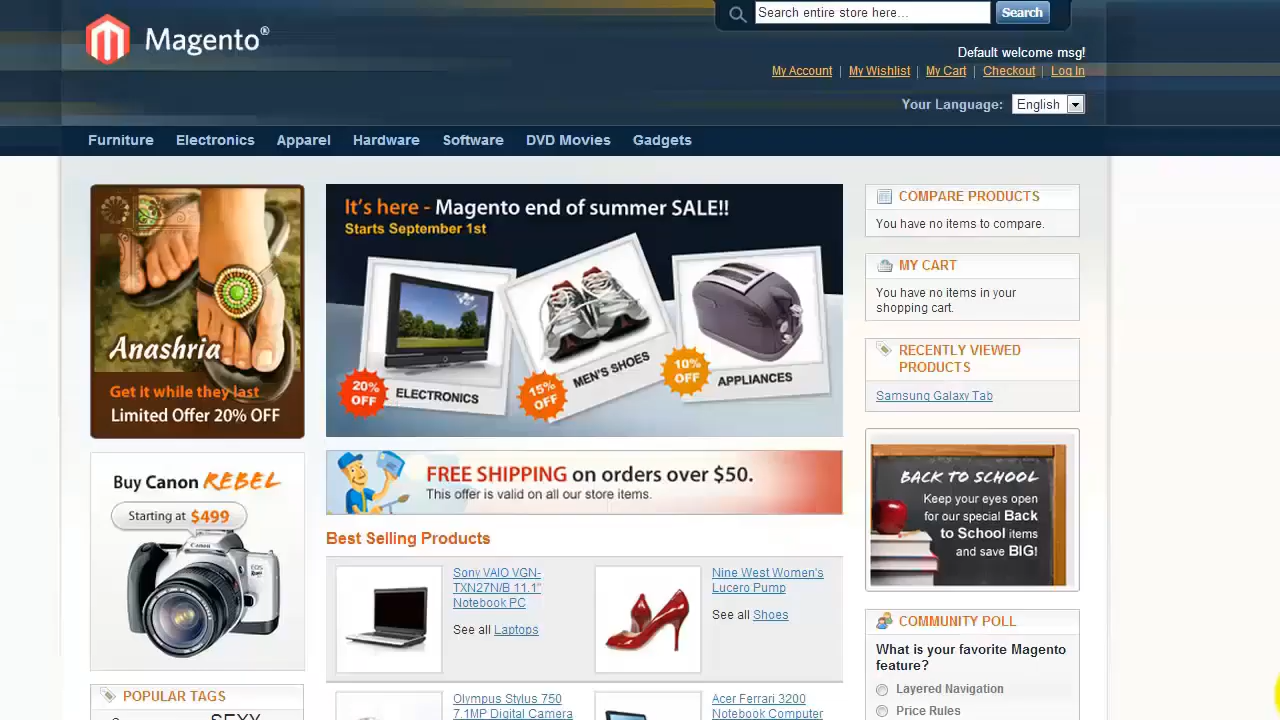 Magento®
Search entire store here...
Search
Default welcome msg!
My Account | My Wishlist | My Cart | Checkout | Log In
Your Language: English
Furniture Electronics Apparel Hardware Software DVD Movies Gadgets
Anashria
Get it while they last
Limited Offer 20% OFF
Buy Canon REBEL
Starting at $499
Canon
POPULAR TAGS
SEXY
It's here - Magento end of summer SALE!!
Starts September 1st
20% OFF
ELECTRONICS
15% OFF
MEN'S SHOES
10% OFF
APPLIANCES
FREE SHIPPING on orders over $50.
This offer is valid on all our store items.
Best Selling Products
Sony VAIO VGN-
TXN27N/B 11.1"
Notebook PC
See all Laptops
Nine West Women's
Lucero Pump
See all Shoes
Olympus Stylus 750
7.1MP Digital Camera
Acer Ferrari 3200
Notebook Computer
COMPARE PRODUCTS
You have no items to compare.
MY CART
You have no items in your
shopping cart.
RECENTLY VIEWED
PRODUCTS
Samsung Galaxy Tab
BACK TO SCHOOL
Keep your eyes open
for our special Back
to School items
and save BIG!
COMMUNITY POLL
What is your favorite Magento
feature?
Layered Navigation
Price Rules